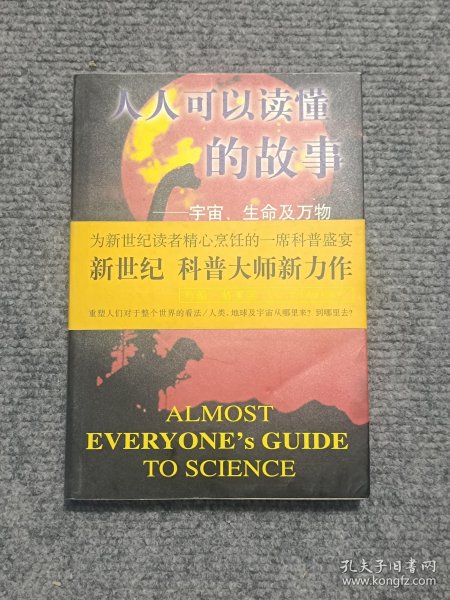 人人可以读懂
的故事
——宇宙、生命及万物
为新世纪读者精心烹饪的一席科普盛宴
新世纪 科普大师新力作
重塑人们对于整个世界的看法/人类、地球及宇宙从哪里来?到哪里去?
ALMOST
EVERYONE's GUIDE
TO SCIENCE
孔夫子旧书网
www.kongfz.com